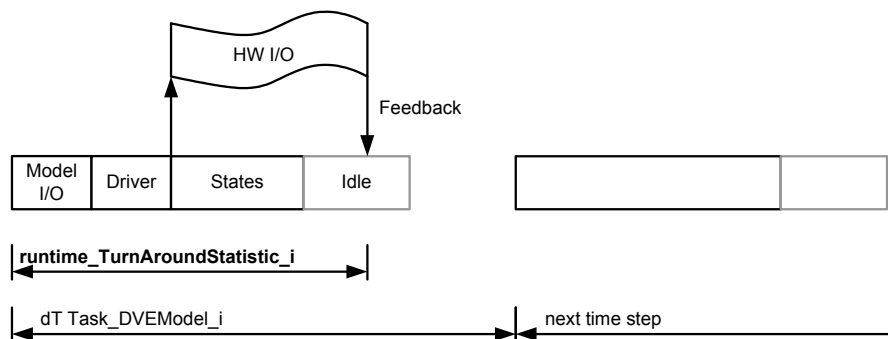 HW I/O
Feedback
Model
I/O
Driver
States
Idle
runtime_TurnAroundStatistic_i
dT Task_DVEModel_i
next time step